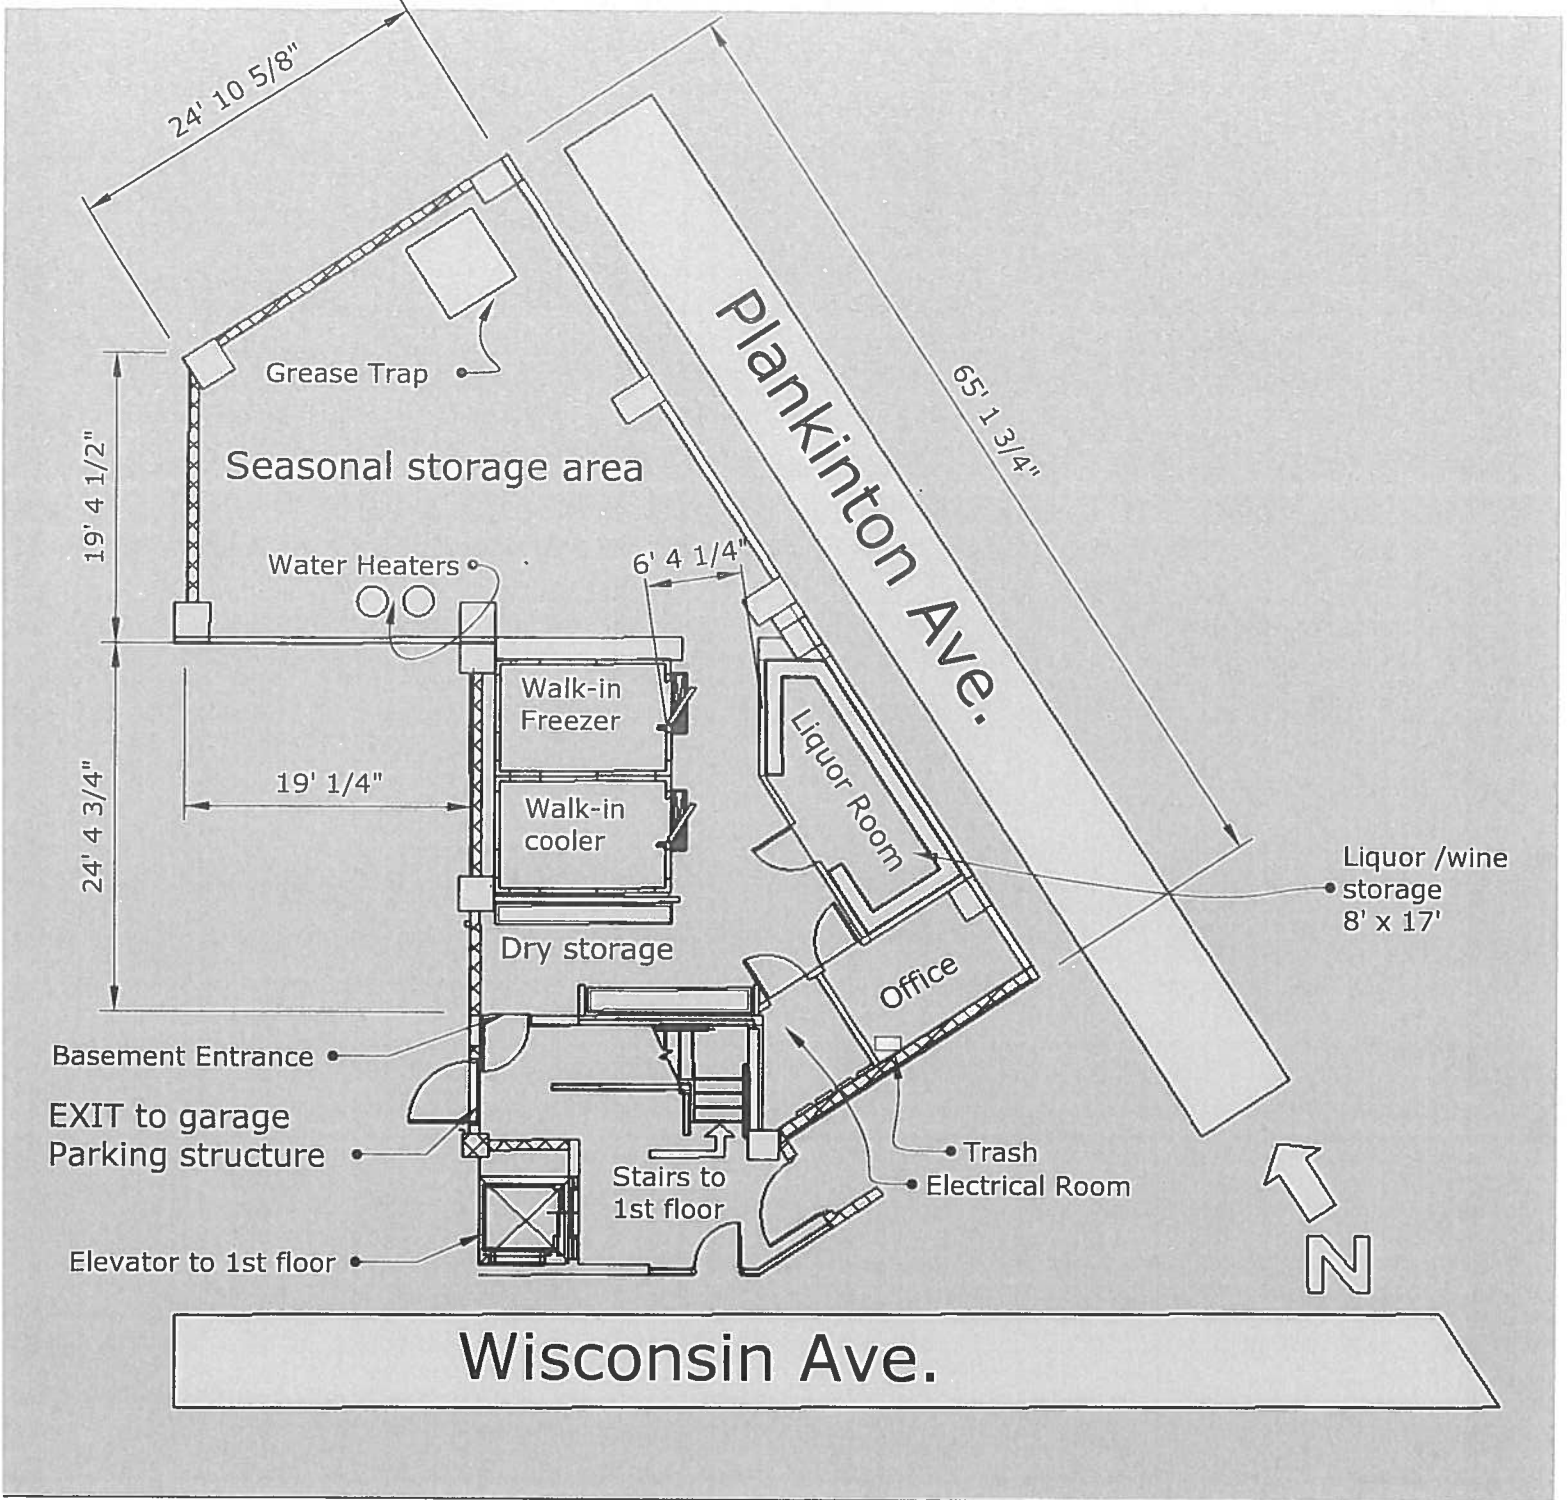 24' 10 5/8"
65' 1 3/4"
Plankinton Ave.
Grease Trap
Seasonal storage area
19' 4 1/2"
Water Heaters
6' 4 1/4"
Walk-in
Freezer
Liquor Room
19' 1/4"
24' 4 3/4"
Walk-in
cooler
Liquor /wine
storage
8' x 17'
Dry storage
Office
Basement Entrance
EXIT to garage
Parking structure
Stairs to
1st floor
Trash
Electrical Room
Elevator to 1st floor
N
Wisconsin Ave.